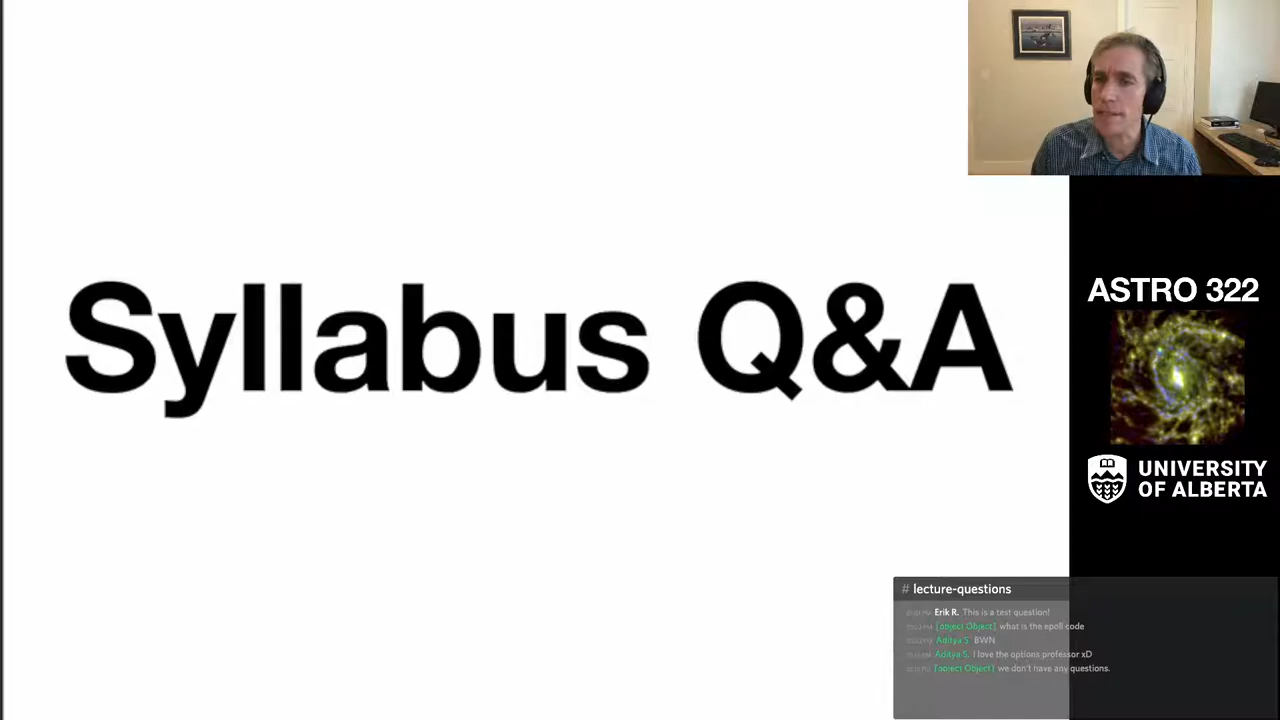 Syllabus Q&A
ASTRO 322
UNIVERSITY
OF ALBERTA
# lecture-questions
Erik R. This is a test question!
[object Object] what is the epoll code
Aditya S. BWN
Aditya S. I love the options professor xD
[object Object] we don't have any questions.